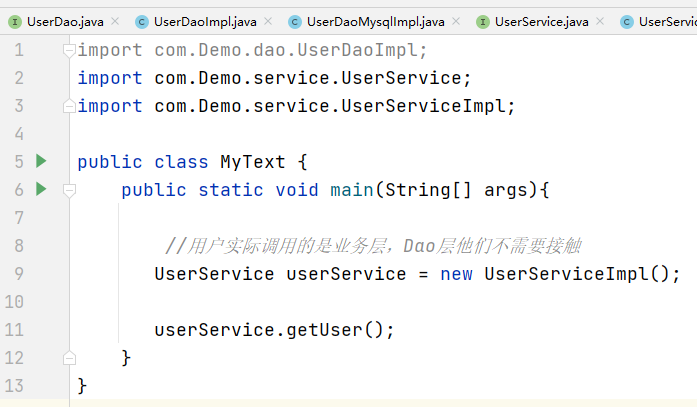 UserDao.java UserDaoImpl.java UserDaoMysqlImpl.java UserService.java UserServic
1 import com.Demo.dao.UserDaoImpl;
2 import com.Demo.service.UserService;
3 import com.Demo.service.UserServiceImpl;
4
5 public class MyText {
6 public static void main(String[] args){
7
8 //用户实际调用的是业务层，Dao层他们不需要接触
9 UserService userService = new UserServiceImpl();
10
11 userService.getUser();
12 }
13 }